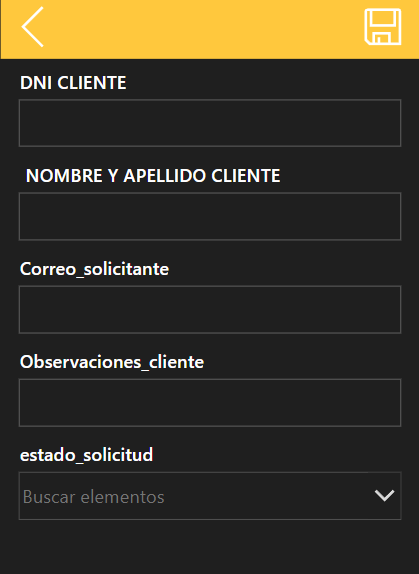 DNI CLIENTE
NOMBRE Y APELLIDO CLIENTE
Correo_solicitante
Observaciones_cliente
estado_solicitud
Buscar elementos